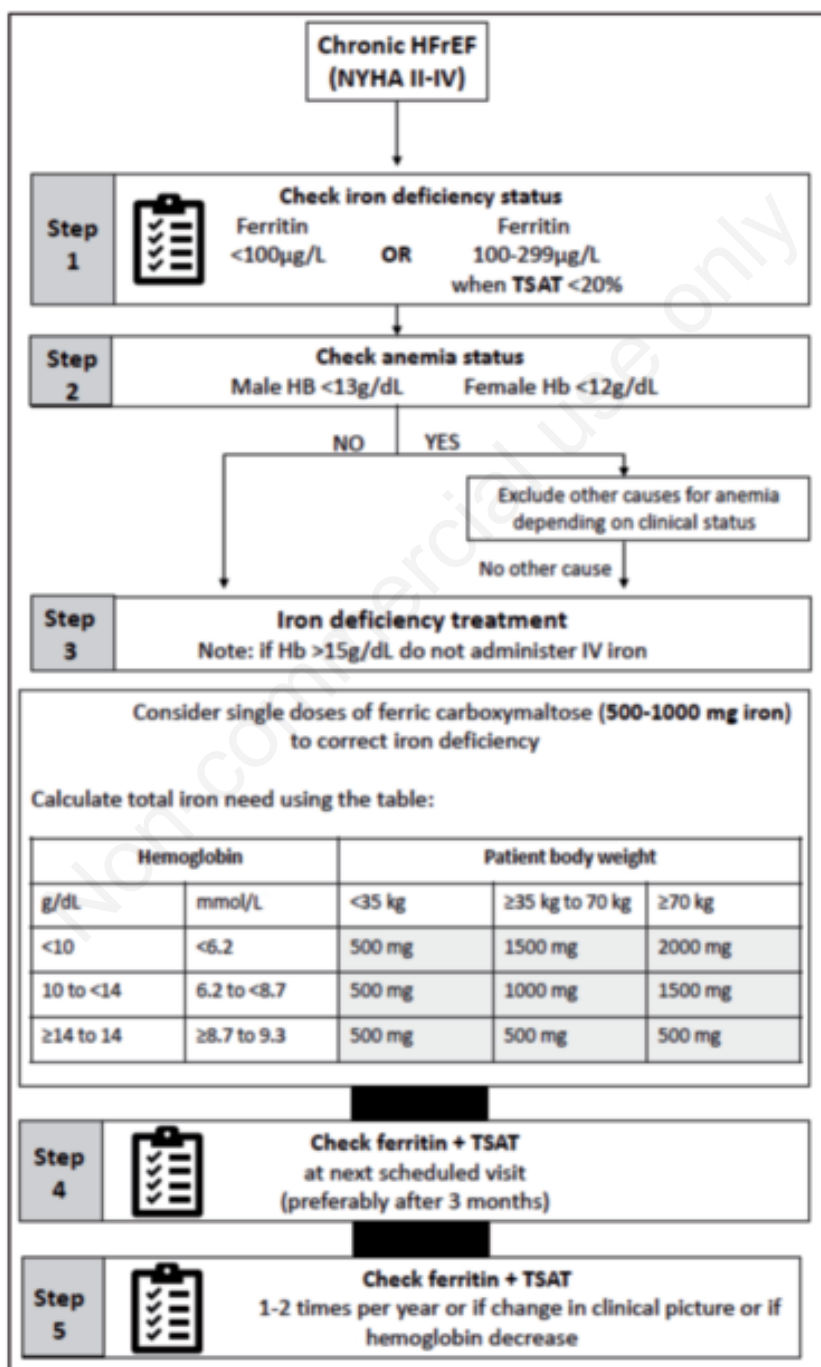 Chronic HFrEF
(NYHA II-IV)
Step
1
Check iron deficiency status
Ferritin
<100µg/L
OR
Ferritin
100-299µg/L
when TSAT <20%
Step
2
Check anemia status
Male HB <13g/dL Female Hb <12g/dL
NO YES
Exclude other causes for anemia
depending on clinical status
No other cause
Step
3
Iron deficiency treatment
Note: if Hb >15g/dL do not administer IV iron
Consider single doses of ferric carboxymaltose (500-1000 mg iron)
to correct iron deficiency
Calculate total iron need using the table:
Hemoglobin Patient body weight
g/dL mmol/L <35 kg ≥35 kg to 70 kg ≥70 kg
<10 <6.2 500 mg 1500 mg 2000 mg
10 to <14 6.2 to <8.7 500 mg 1000 mg 1500 mg
≥14 to 14 ≥8.7 to 9.3 500 mg 500 mg 500 mg
Step
4
Check ferritin + TSAT
at next scheduled visit
(preferably after 3 months)
Step
5
Check ferritin + TSAT
1-2 times per year or if change in clinical picture or if
hemoglobin decrease
Non-commercial use only